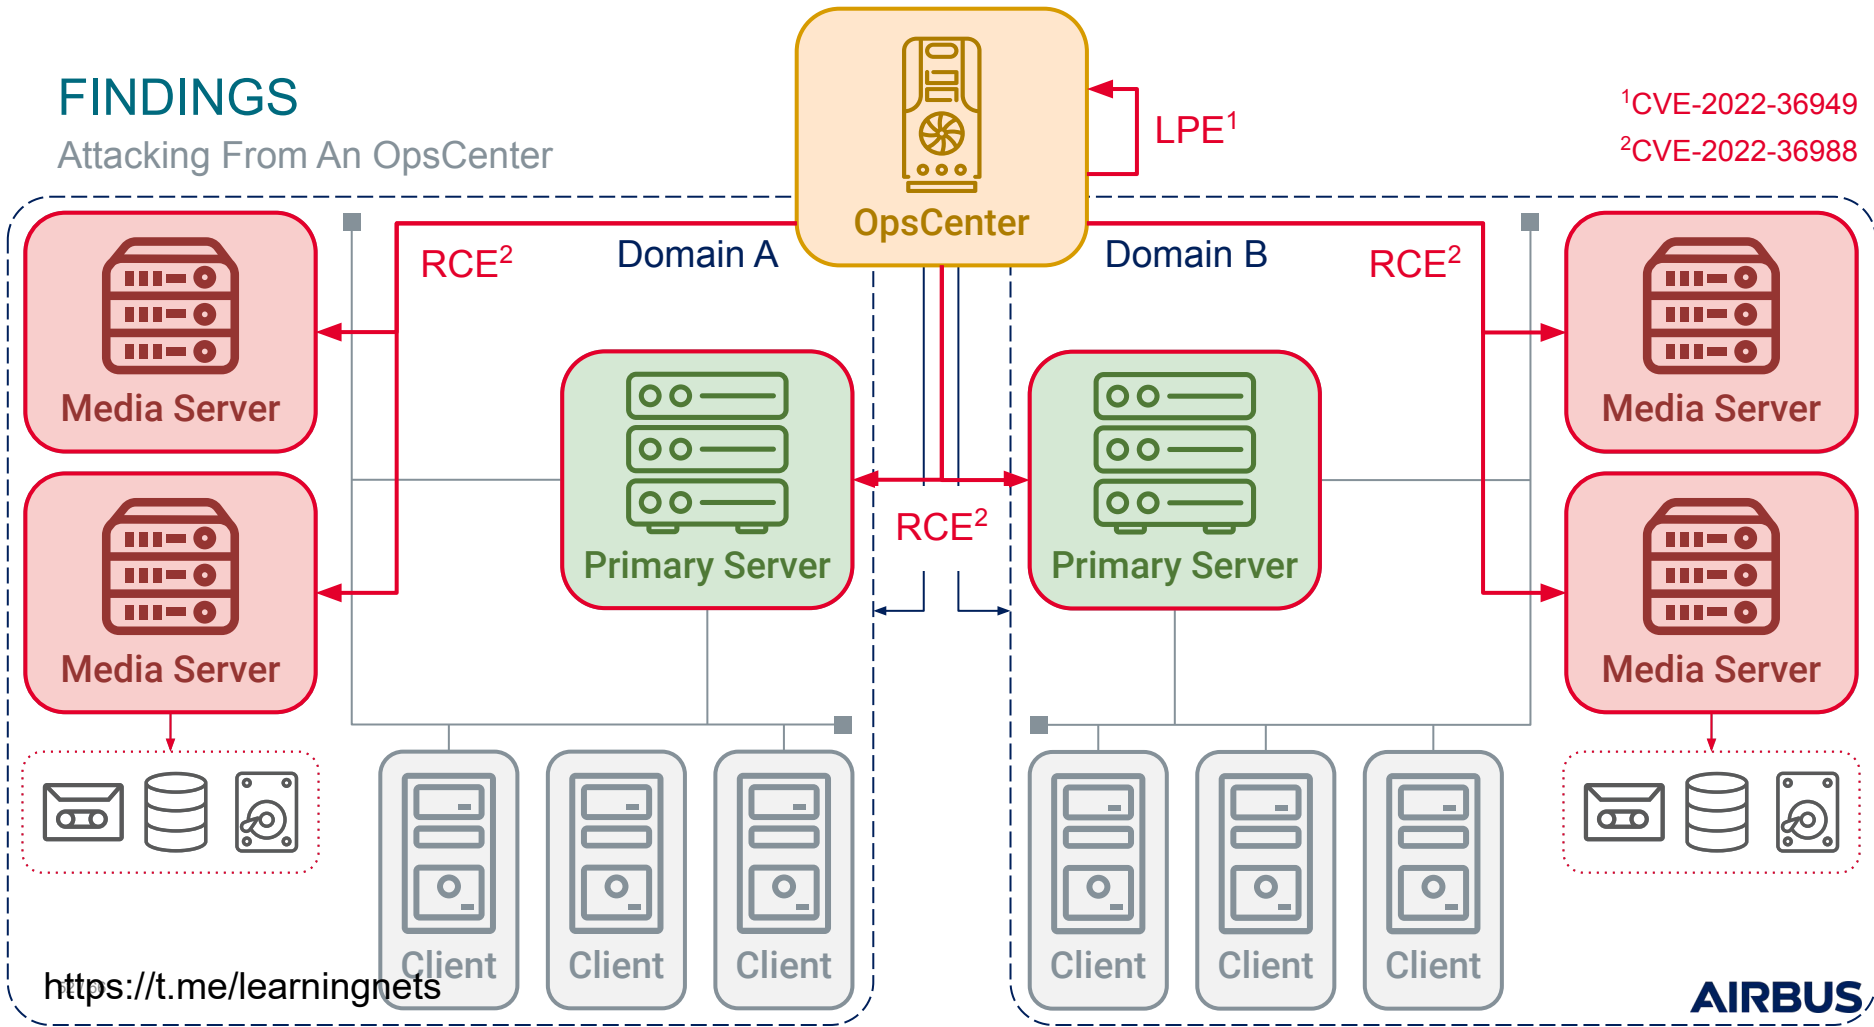 FINDINGS
Attacking From An OpsCenter
OpsCenter
LPE¹
¹CVE-2022-36949
²CVE-2022-36988
RCE²
Domain A
Domain B
RCE²
Media Server
Media Server
Media Server
Media Server
Primary Server
RCE²
Primary Server
Client
Client
Client
Client
Client
Client
https://t.me/learningnets
AIRBUS